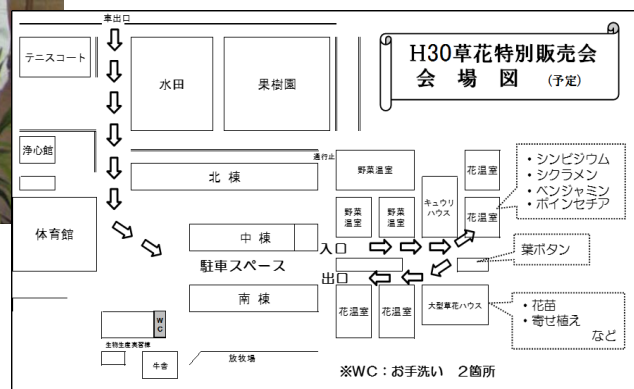 車出口
テニスコート
水田
果樹園
H30草花特別販売会
会場図 (予定)
浄心館
通行止
北棟
野菜温室
花温室
・シンビジウム
・シクラメン
・ベンジャミン
・ポインセチア
キュウリ
ハウス
野菜
温室
野菜
温室
花温室
体育館
中棟
入口
葉ボタン
駐車スペース
出口
南棟
花温室
花温室
大型草花ハウス
・花苗
・寄せ植え
など
WC
生物生産実習棟
牛舎
放牧場
※WC：お手洗い 2箇所